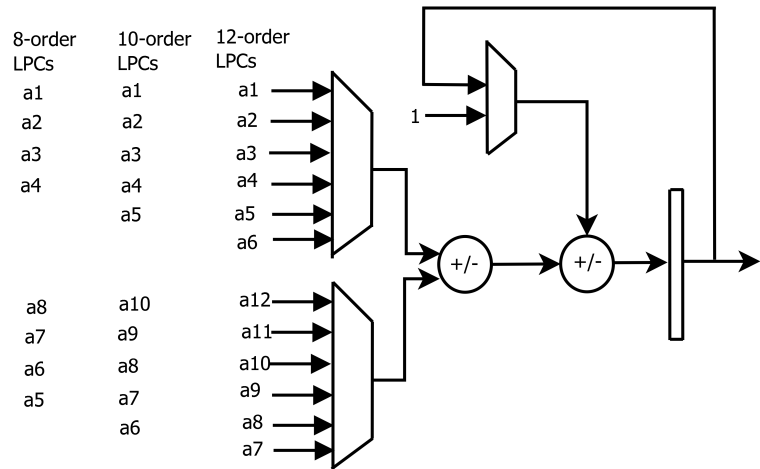 8-order 10-order 12-order
LPCs LPCs LPCs
a1 a1 a1
a2 a2 a2
a3 a3 a3
a4 a4 a4
a5 a5
a6
1
+/- +/-
a8 a10 a12
a7 a9 a11
a6 a8 a10
a5 a7 a9
a6 a8
a7